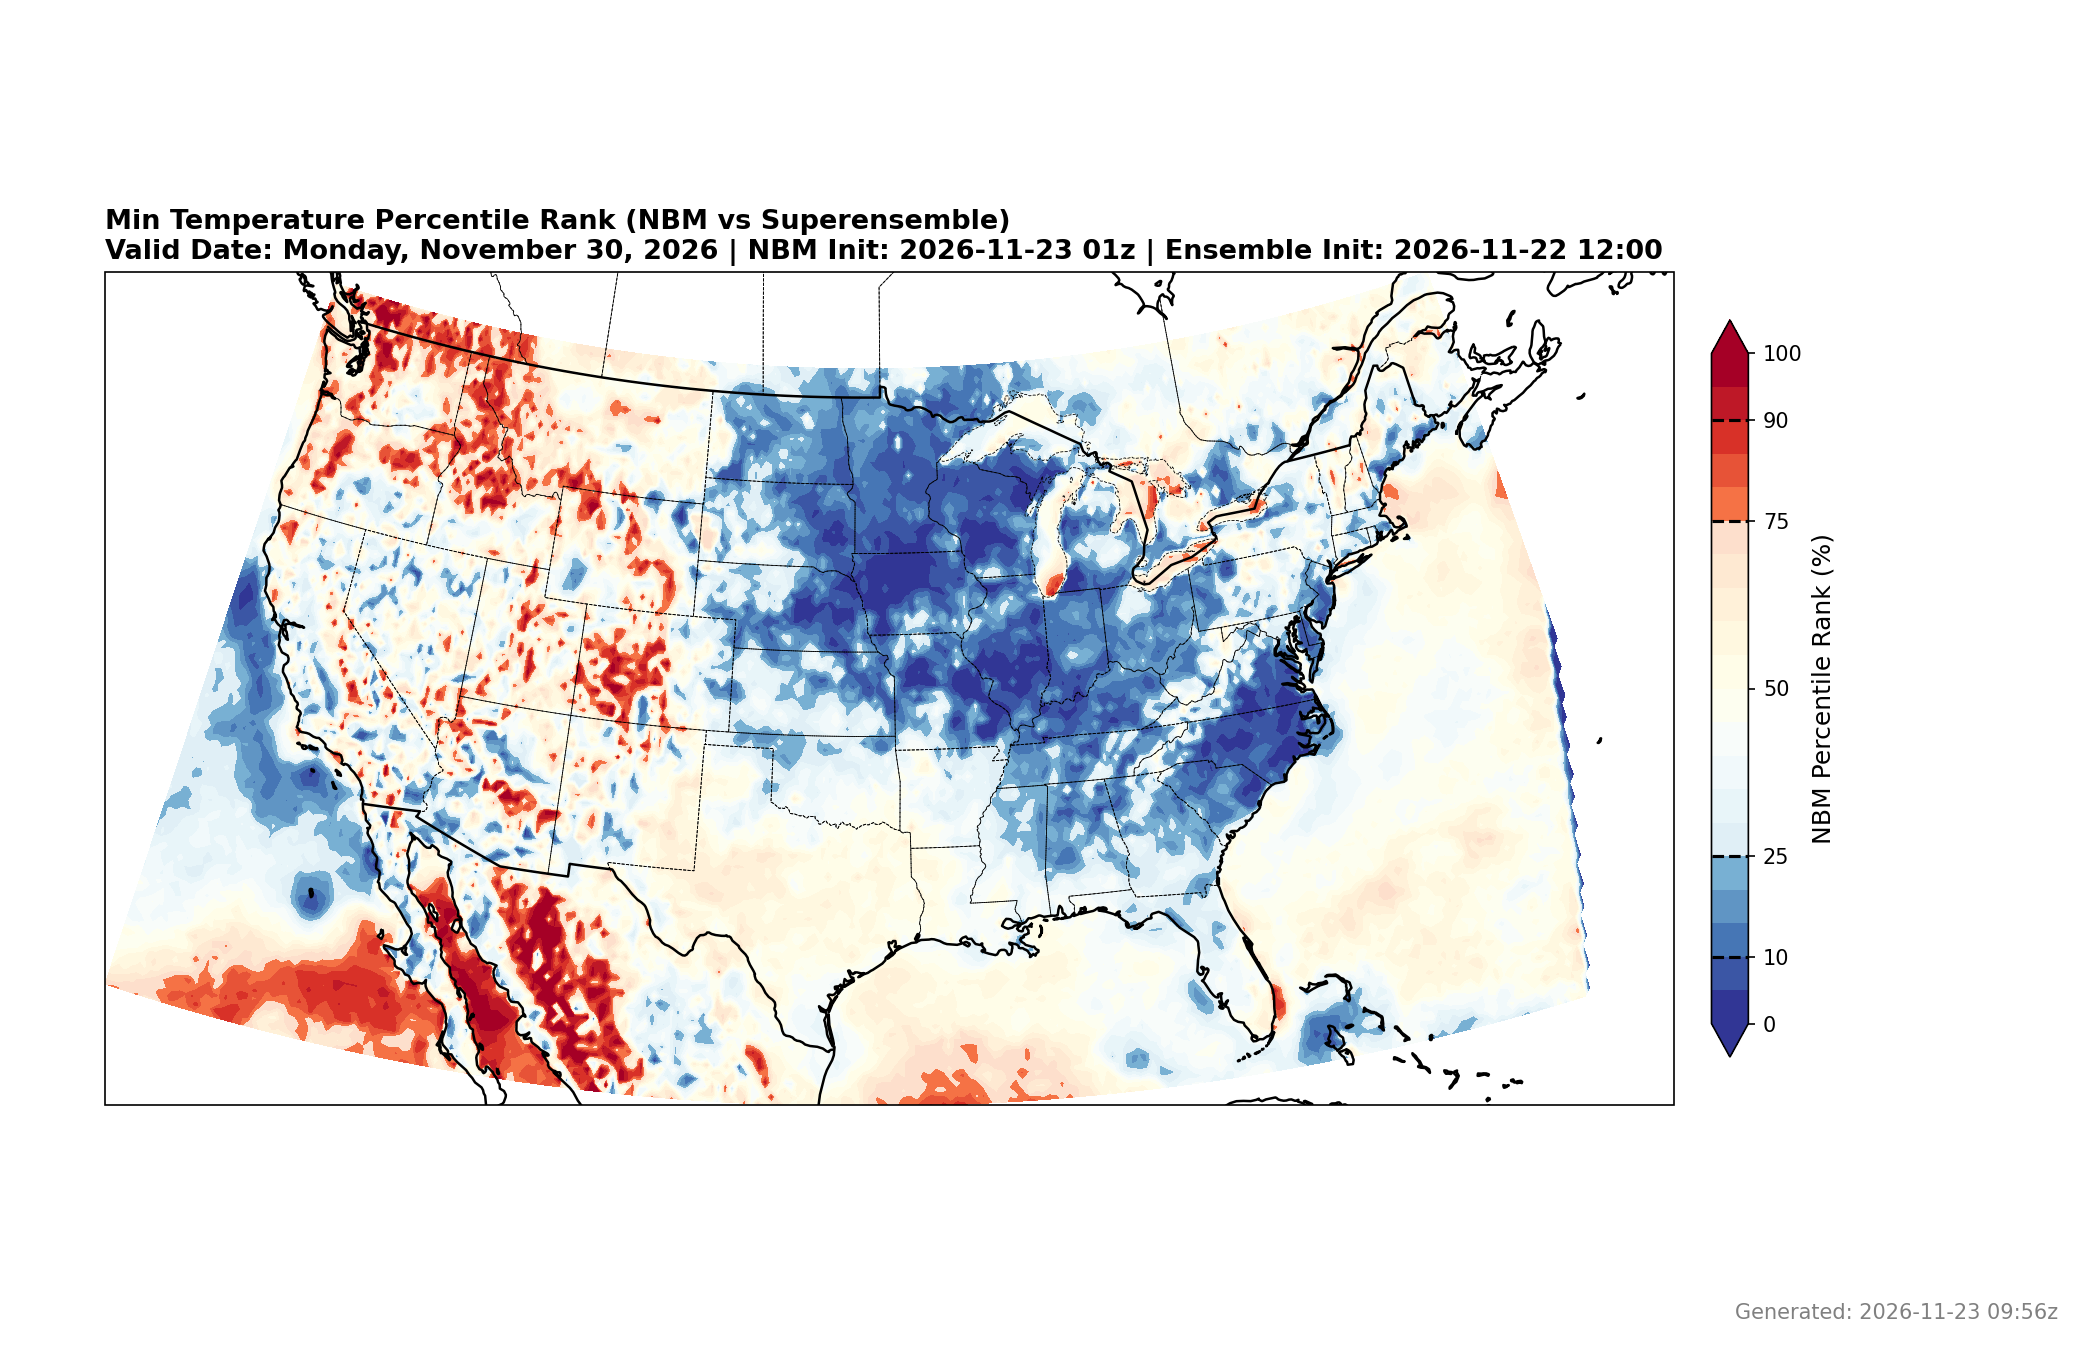 Min Temperature Percentile Rank (NBM vs Superensemble)
Valid Date: Monday, November 30, 2026 | NBM Init: 2026-11-23 01z | Ensemble Init: 2026-11-22 12:00
100
90
75
50
25
10
0
NBM Percentile Rank (%)
Generated: 2026-11-23 09:56z